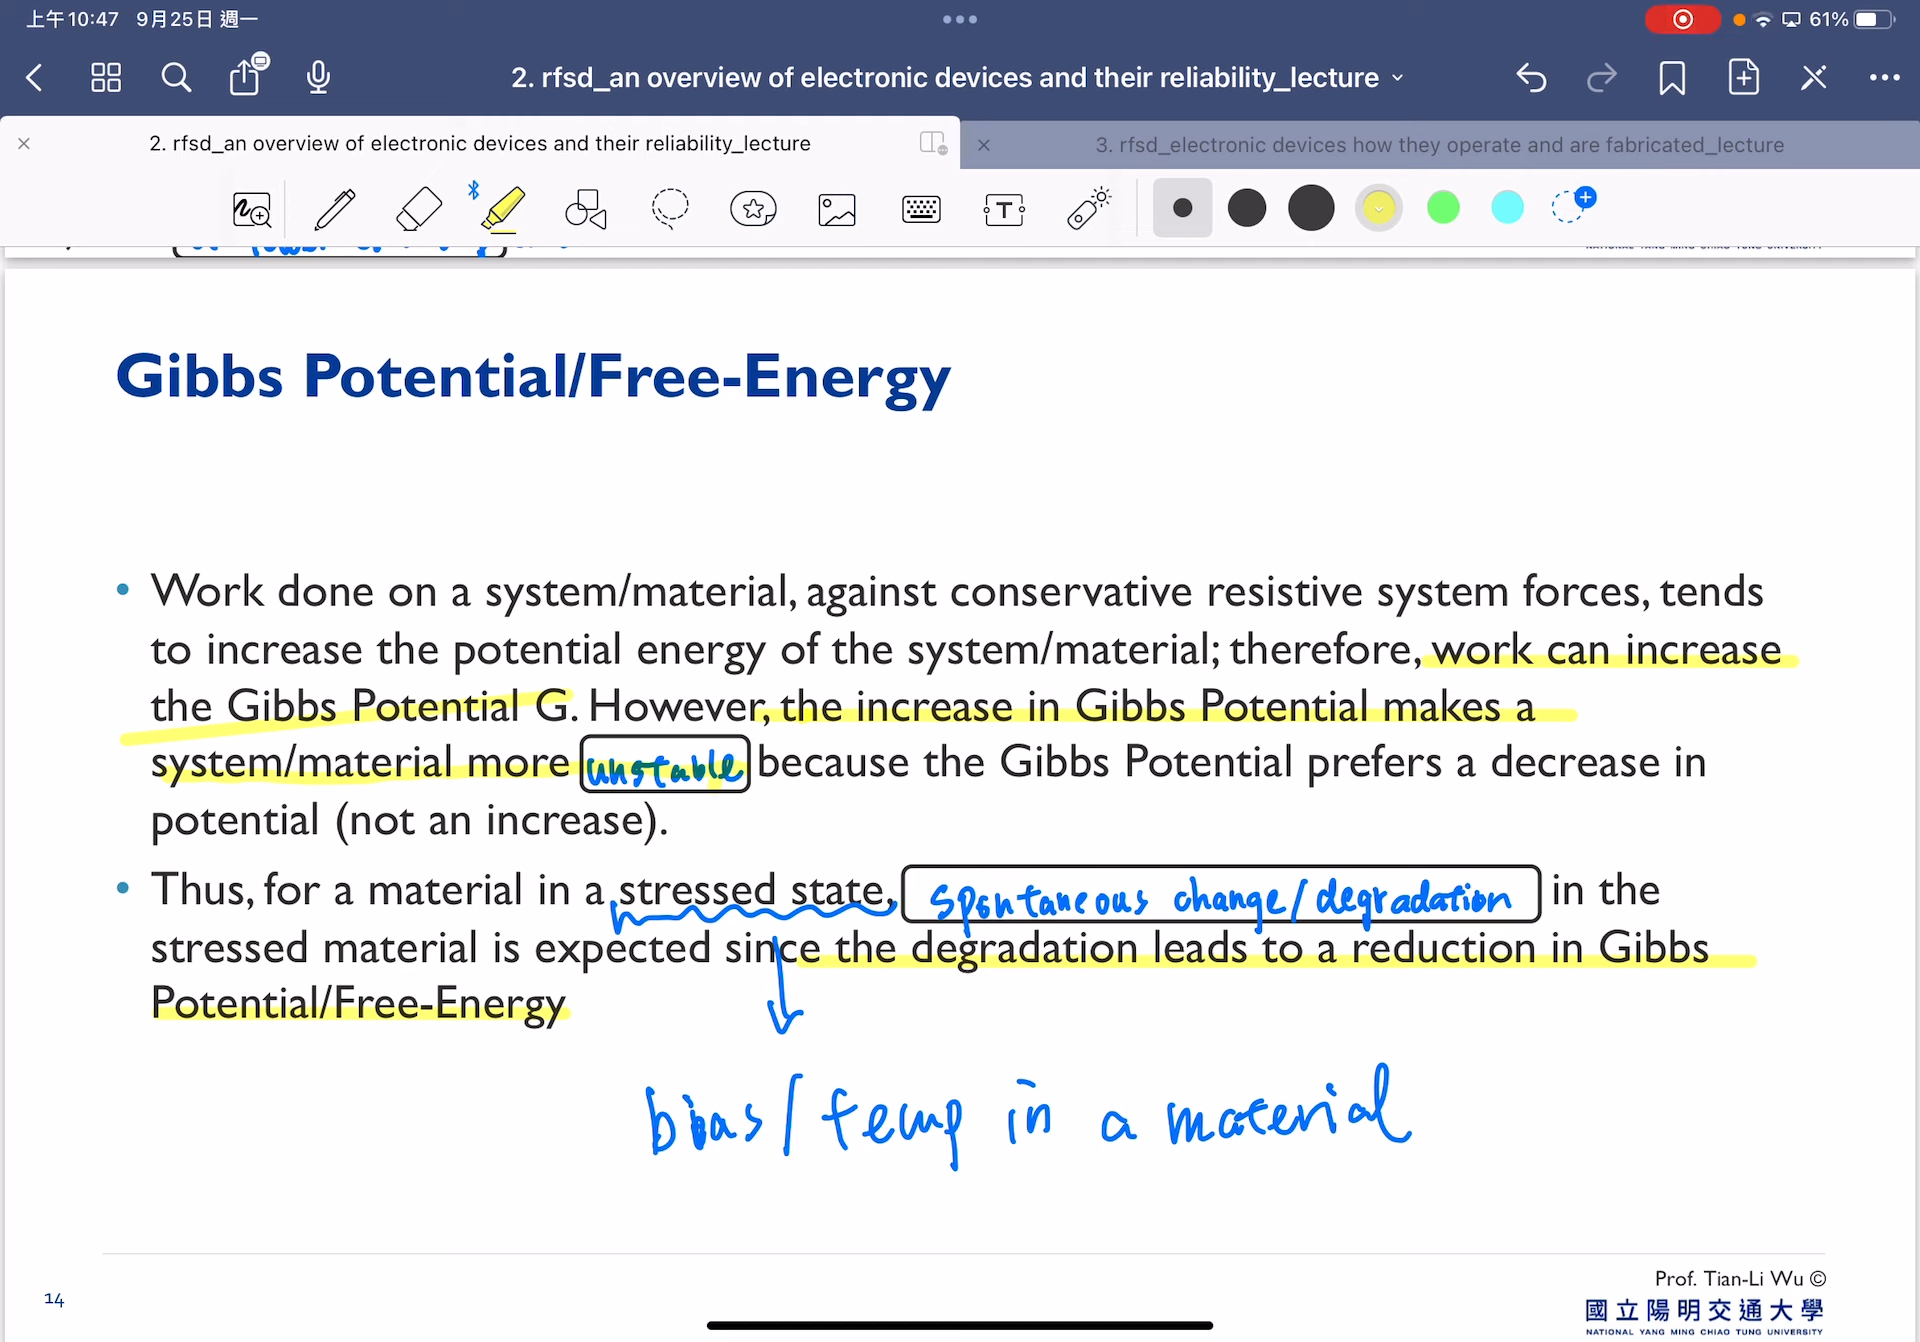 上午10:47 9月25日 週一
61%
2. rfsd_an overview of electronic devices and their reliability_lecture
2. rfsd_an overview of electronic devices and their reliability_lecture
3. rfsd_electronic devices how they operate and are fabricated_lecture
NATIONAL YANG MING CHIAO TUNG UNIVERSITY
Gibbs Potential/Free-Energy
• Work done on a system/material, against conservative resistive system forces, tends
to increase the potential energy of the system/material; therefore, work can increase
the Gibbs Potential G. However, the increase in Gibbs Potential makes a
system/material more unstable because the Gibbs Potential prefers a decrease in
potential (not an increase).
• Thus, for a material in a stressed state, spontaneous change/degradation in the
stressed material is expected since the degradation leads to a reduction in Gibbs
Potential/Free-Energy
bias/temp in a material
Prof. Tian-Li Wu ©
14
國立陽明交通大學
NATIONAL YANG MING CHIAO TUNG UNIVERSITY